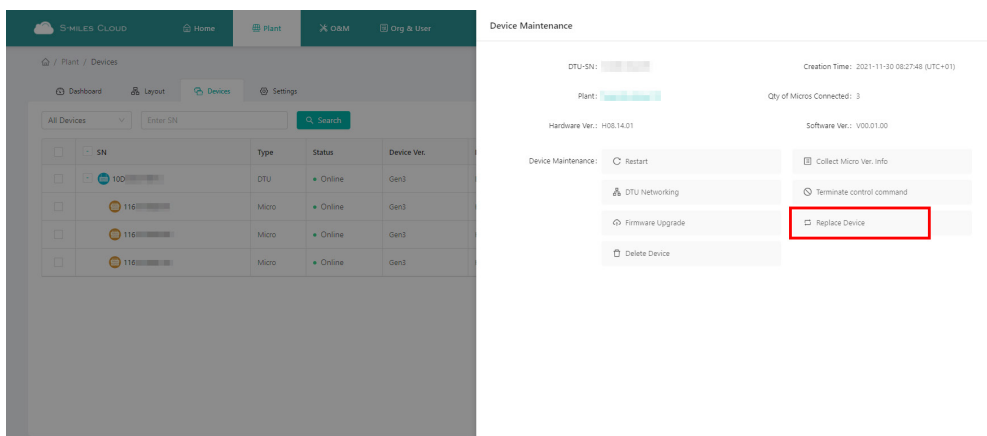 S-MILES CLOUD Home Plant O&M Org & User
/ Plant / Devices
Dashboard Layout Devices Settings
All Devices Enter SN Search
SN Type Status Device Ver.
10D DTU Online Gen3
116 Micro Online Gen3
116 Micro Online Gen3
116 Micro Online Gen3
Device Maintenance
DTU-SN: Creation Time: 2021-11-30 08:27:48 (UTC+01)
Plant: Qty of Micros Connected: 3
Hardware Ver.: H08.14.01 Software Ver.: V00.01.00
Device Maintenance: Restart Collect Micro Ver. Info
DTU Networking Terminate control command
Firmware Upgrade Replace Device
Delete Device